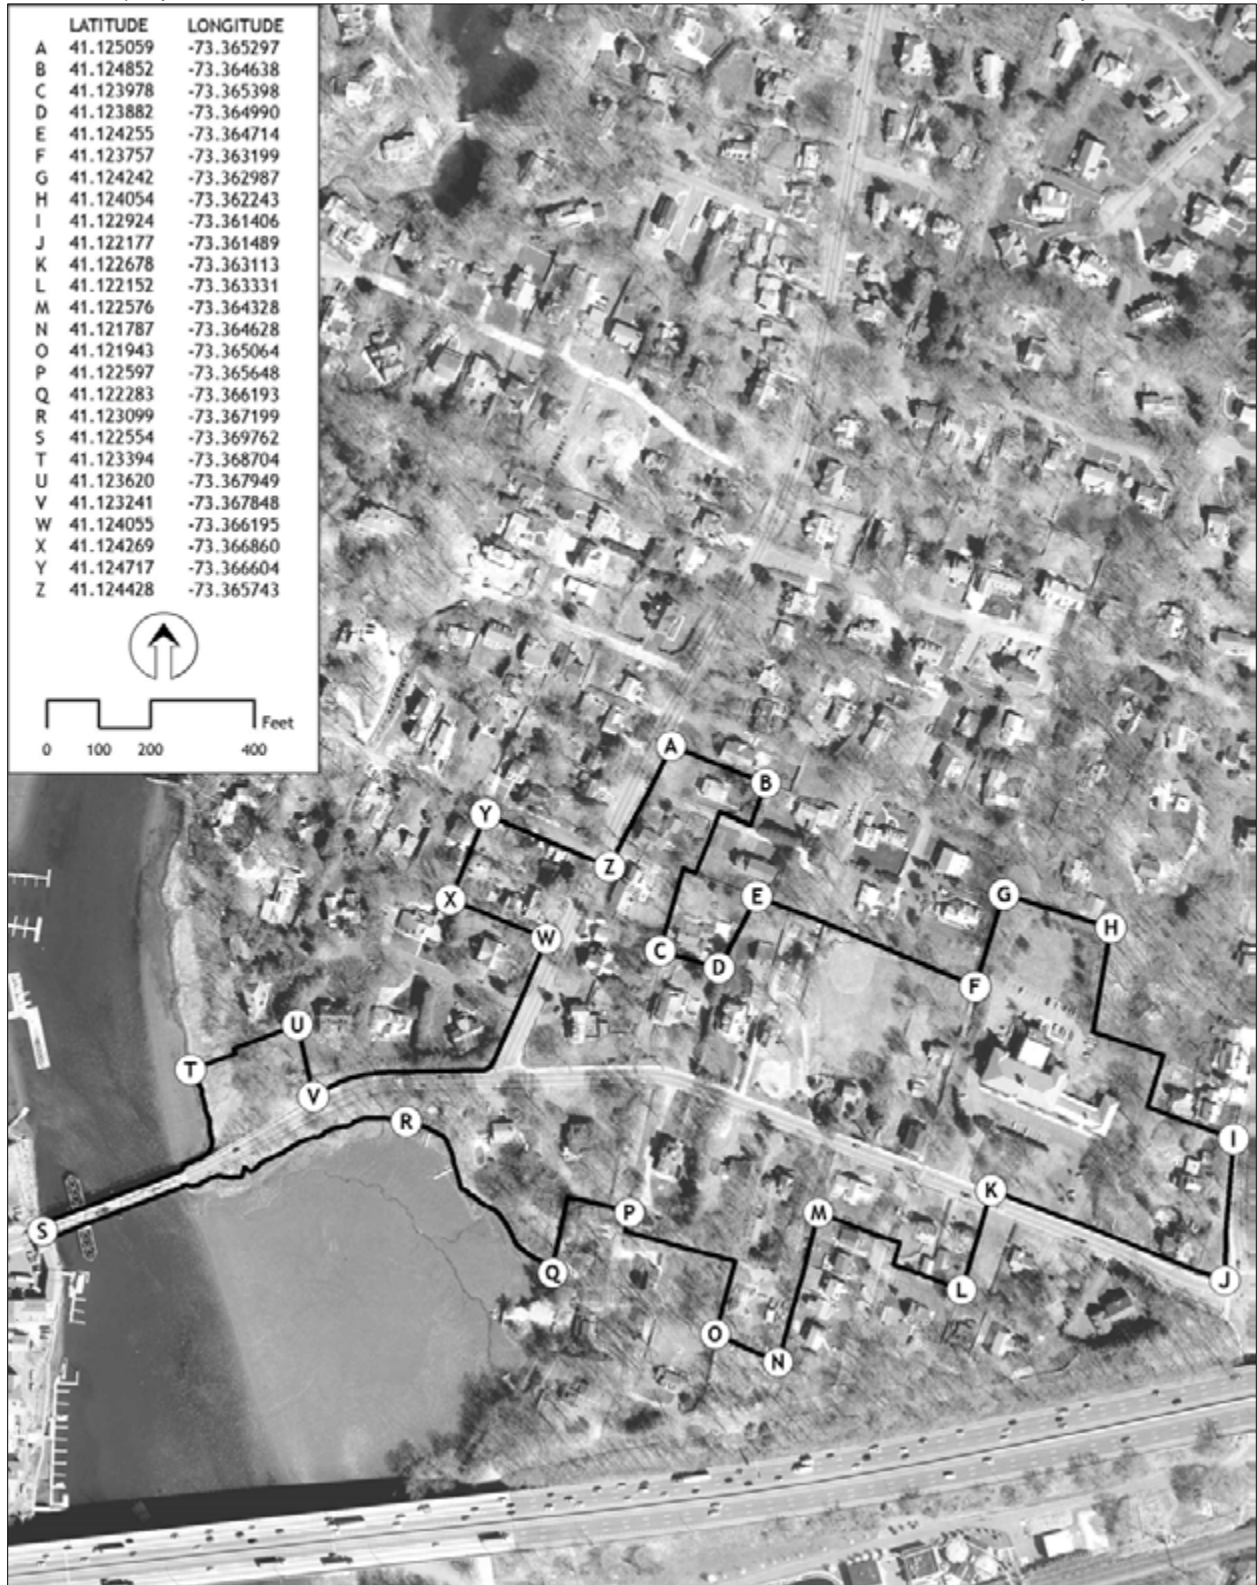 LATITUDE LONGITUDE
A 41.125059 -73.365297
B 41.124852 -73.364638
C 41.123978 -73.365398
D 41.123882 -73.364990
E 41.124255 -73.364714
F 41.123757 -73.363199
G 41.124242 -73.362987
H 41.124054 -73.362243
I 41.122924 -73.361406
J 41.122177 -73.361489
K 41.122678 -73.363113
L 41.122152 -73.363331
M 41.122576 -73.364328
N 41.121787 -73.364628
O 41.121943 -73.365064
P 41.122597 -73.365648
Q 41.122283 -73.366193
R 41.123099 -73.367199
S 41.122554 -73.369762
T 41.123394 -73.368704
U 41.123620 -73.367949
V 41.123241 -73.367848
W 41.124055 -73.366195
X 41.124269 -73.366860
Y 41.124717 -73.366604
Z 41.124428 -73.365743
Feet
0 100 200 400
A
B
Y
Z
E
G
X
H
W
C
D
F
U
T
V
R
I
K
P
M
S
Q
J
L
O
N